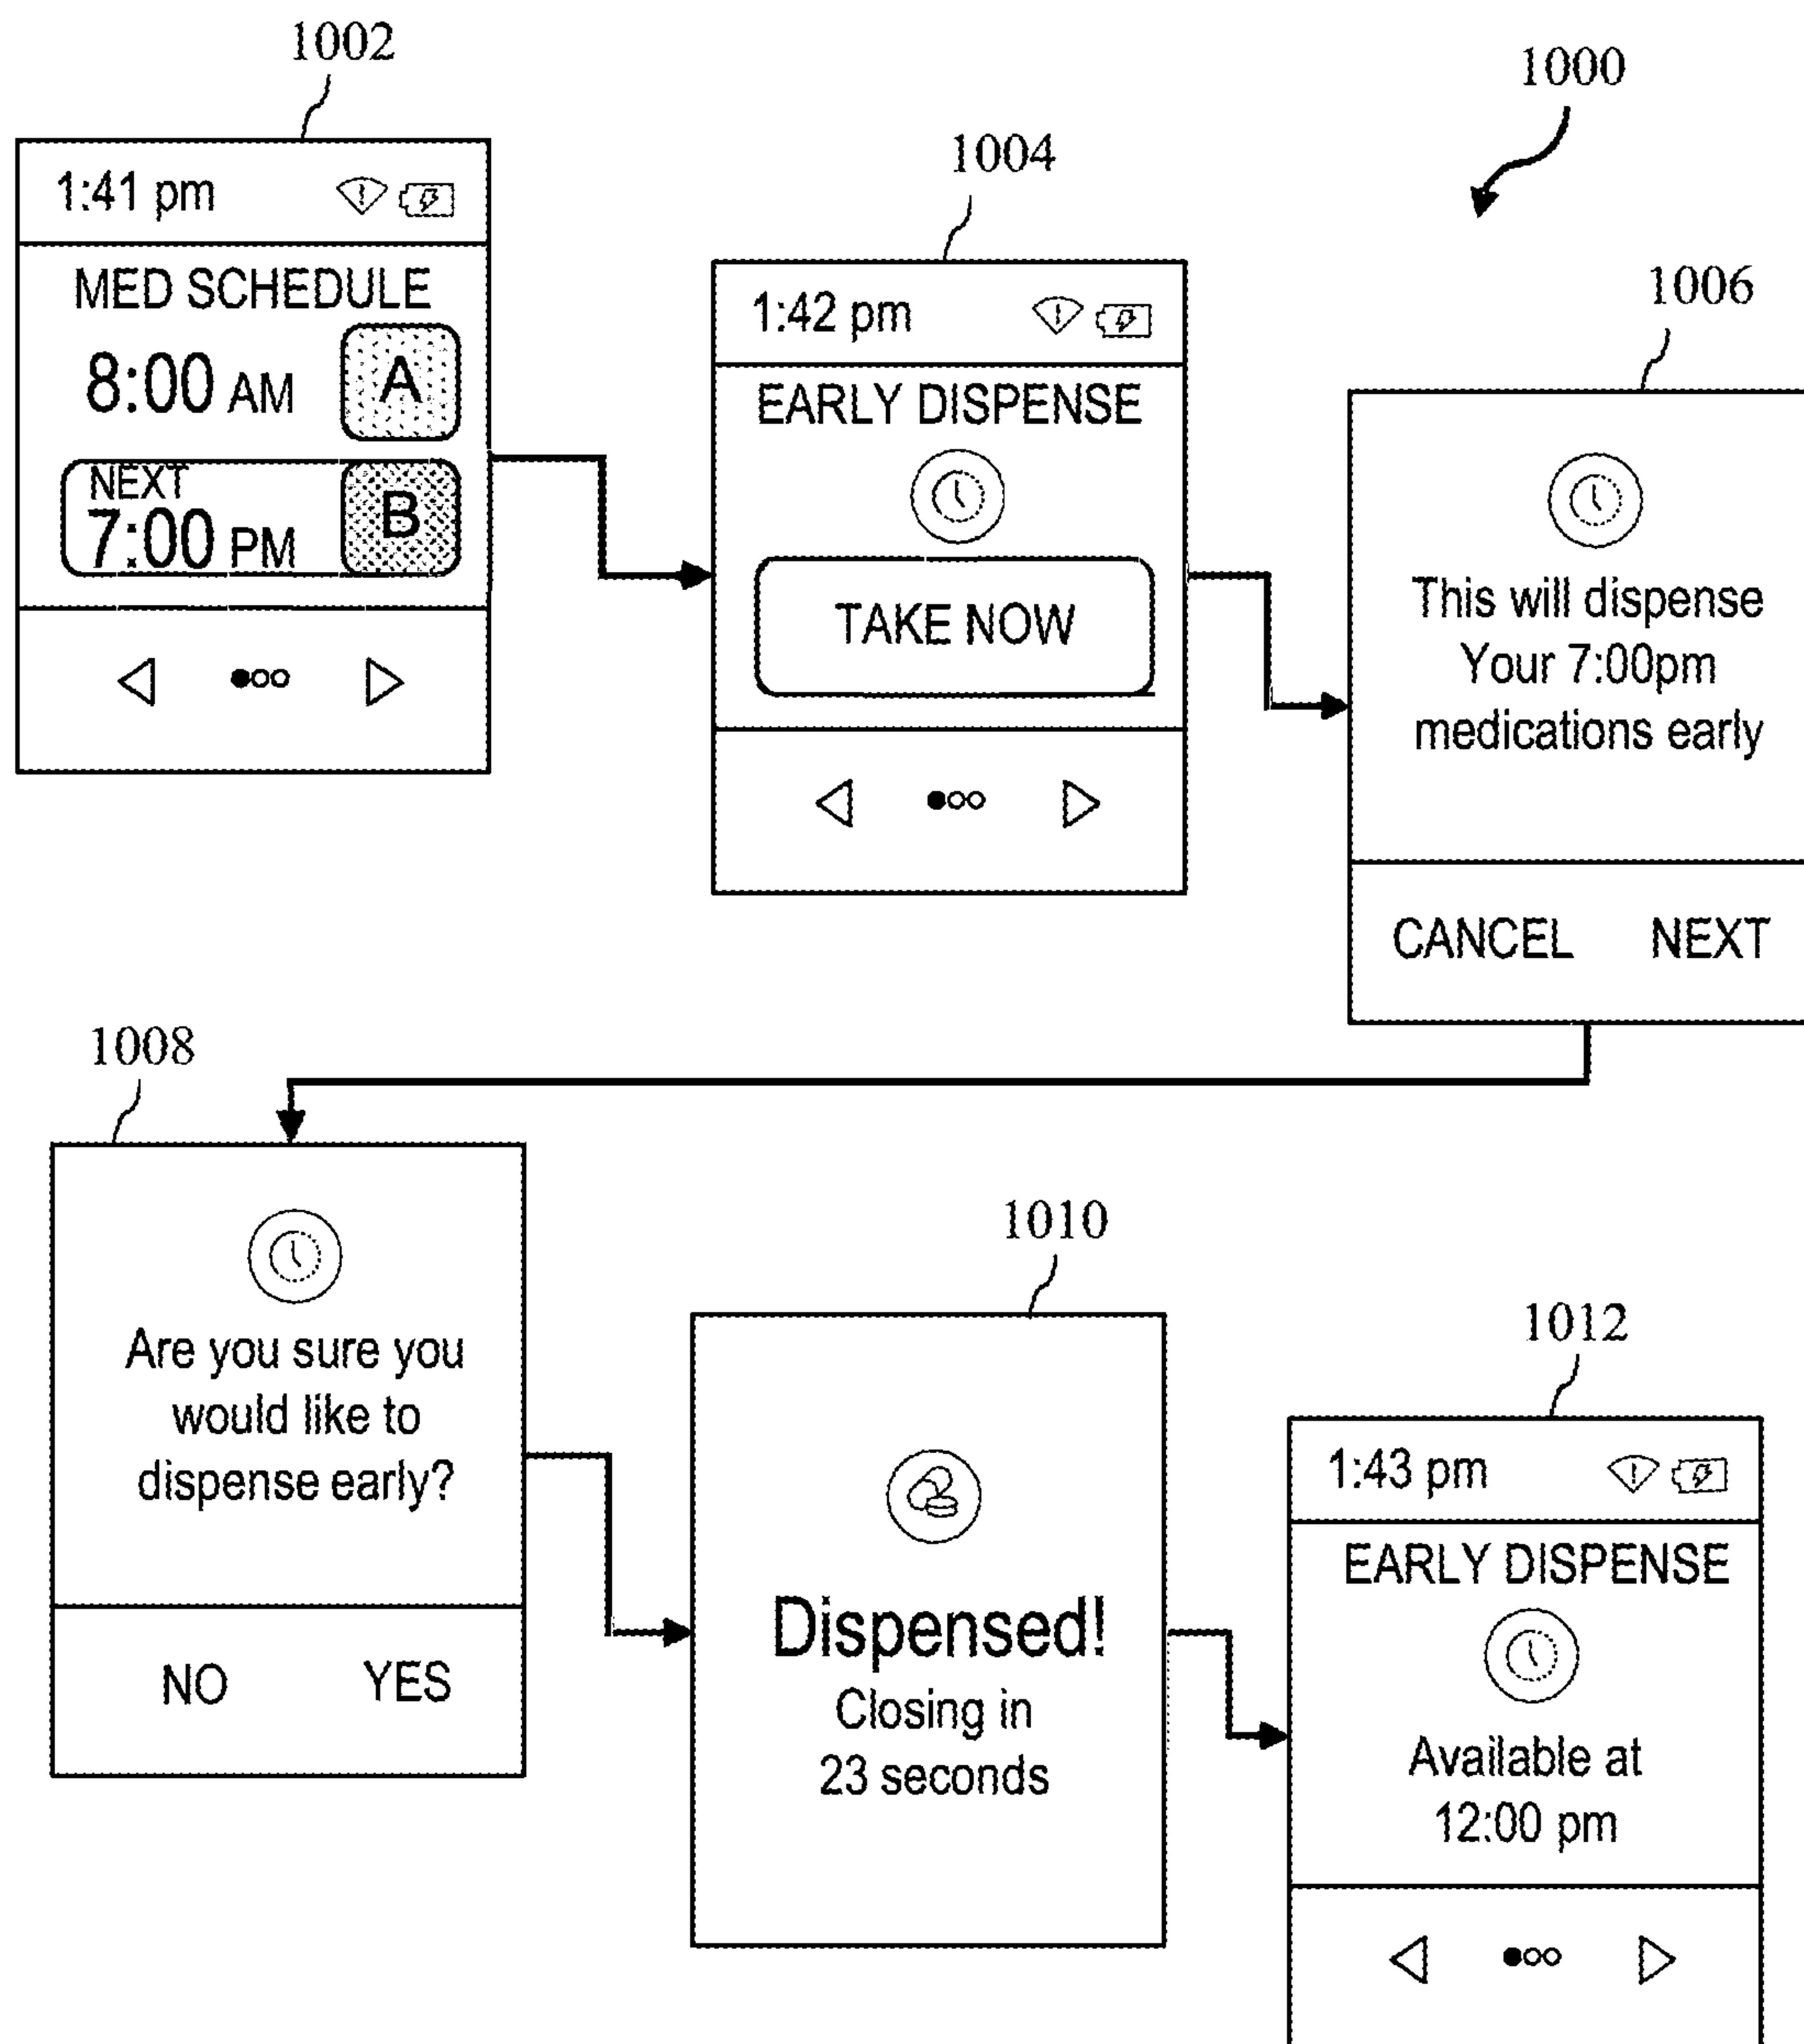 1000
1002
1:41 pm
MED SCHEDULE
8:00 AM A
NEXT
7:00 PM B
1004
1:42 pm
EARLY DISPENSE
TAKE NOW
1006
This will dispense
Your 7:00pm
medications early
CANCEL NEXT
1008
Are you sure you
would like to
dispense early?
NO YES
1010
Dispensed!
Closing in
23 seconds
1012
1:43 pm
EARLY DISPENSE
Available at
12:00 pm